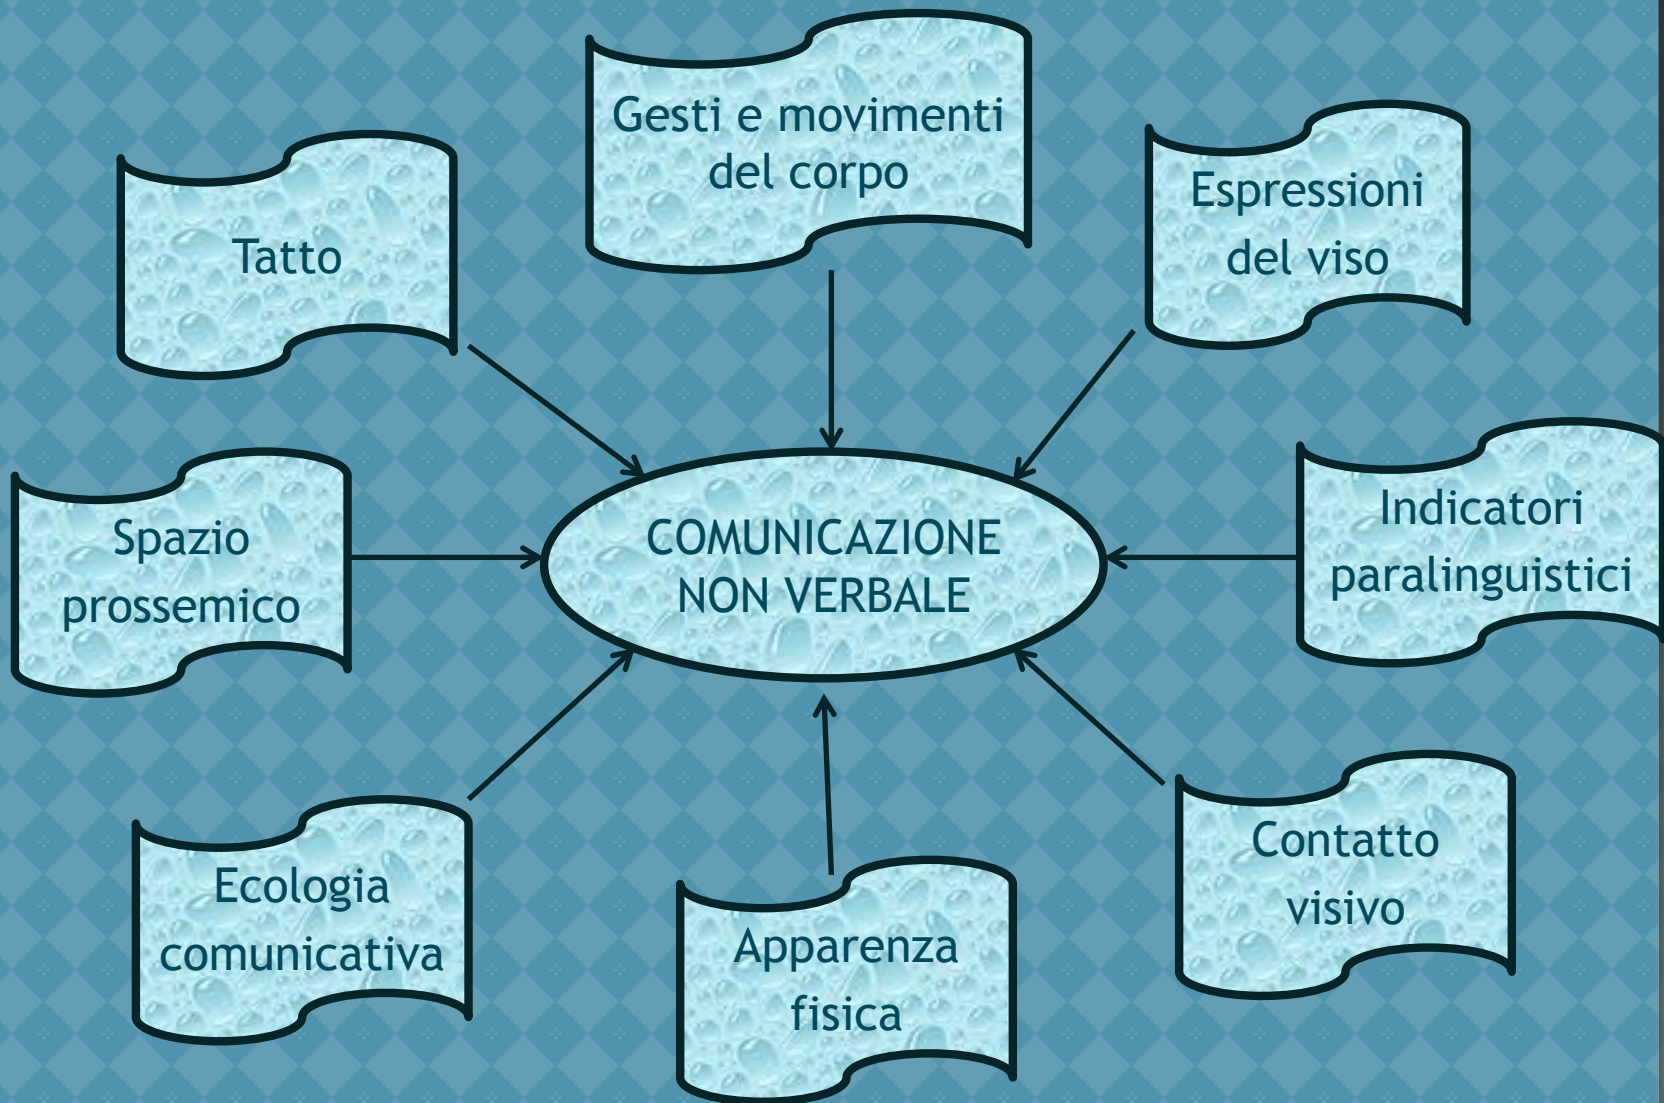 Gesti e movimenti
del corpo
Espressioni
del viso
Tatto
Indicatori
paralinguistici
Spazio
prossemico
COMUNICAZIONE
NON VERBALE
Contatto
visivo
Ecologia
comunicativa
Apparenza
fisica